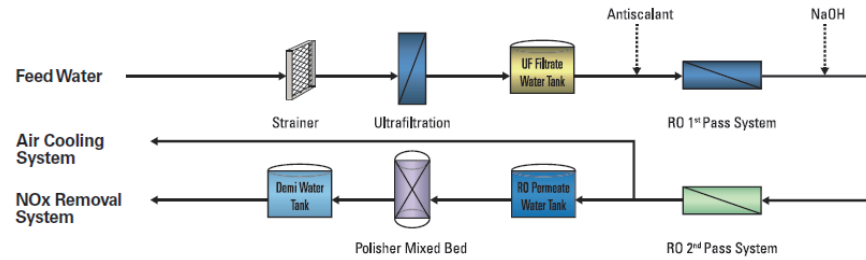 Antiscalant
NaOH
Feed Water
UF Filtrate
Water Tank
Strainer
Ultrafiltration
RO 1st Pass System
Air Cooling
System
NOx Removal
System
Demi Water
Tank
RO Permeate
Water Tank
Polisher Mixed Bed
RO 2nd Pass System